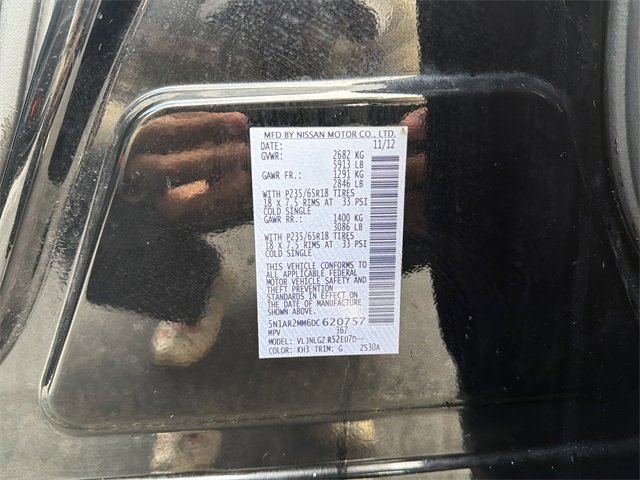 MFD BY NISSAN MOTOR CO., LTD.
DATE: 11/12
GVWR: 2682 KG
5913 LB
GAWR FR.: 1291 KG
2846 LB
WITH P235/65R18 TIRES
18 X 7.5 RIMS AT 33 PSI
COLD SINGLE
GAWR RR.: 1400 KG
3086 LB
WITH P235/65R18 TIRES
18 X 7.5 RIMS AT 33 PSI
COLD SINGLE
THIS VEHICLE CONFORMS TO
ALL APPLICABLE FEDERAL
MOTOR VEHICLE SAFETY AND
THEFT PREVENTION
STANDARDS IN EFFECT ON
THE DATE OF MANUFACTURE
SHOWN ABOVE.
5N1AR2MM6DC620757
MPV 367
MODEL: VLJNLGZ R52EU7D--
COLOR: KH3 TRIM: G Z530A